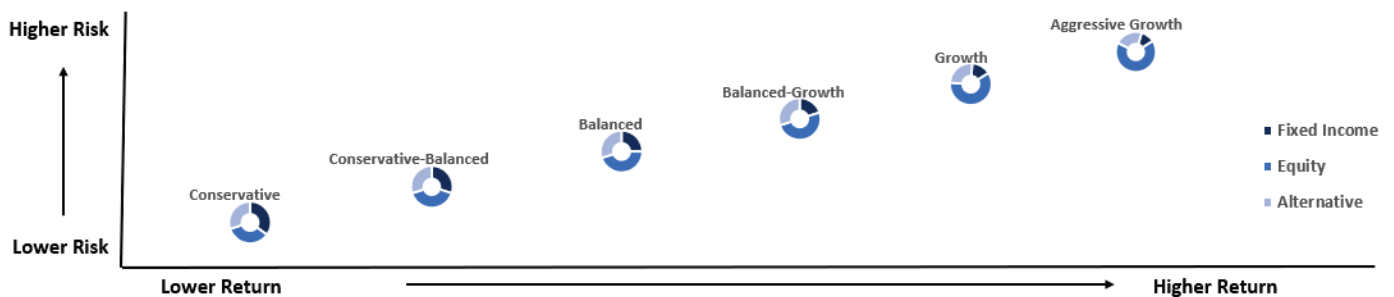 Higher Risk
Aggressive Growth
Growth
Balanced-Growth
Balanced
Conservative-Balanced
Conservative
Lower Risk
Fixed Income
Equity
Alternative
Lower Return
Higher Return